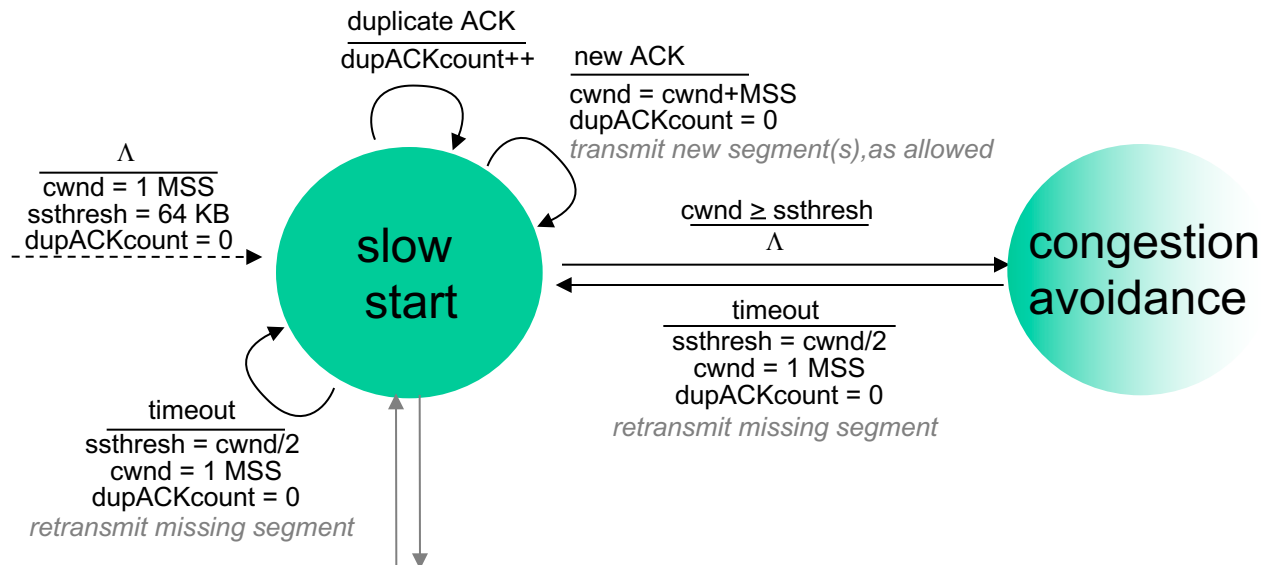 duplicate ACK
dupACKcount++
new ACK
cwnd = cwnd+MSS
dupACKcount = 0
transmit new segment(s),as allowed
Λ
cwnd = 1 MSS
ssthresh = 64 KB
dupACKcount = 0
slow
start
cwnd ≥ ssthresh
Λ
congestion
avoidance
timeout
ssthresh = cwnd/2
cwnd = 1 MSS
dupACKcount = 0
retransmit missing segment
timeout
ssthresh = cwnd/2
cwnd = 1 MSS
dupACKcount = 0
retransmit missing segment